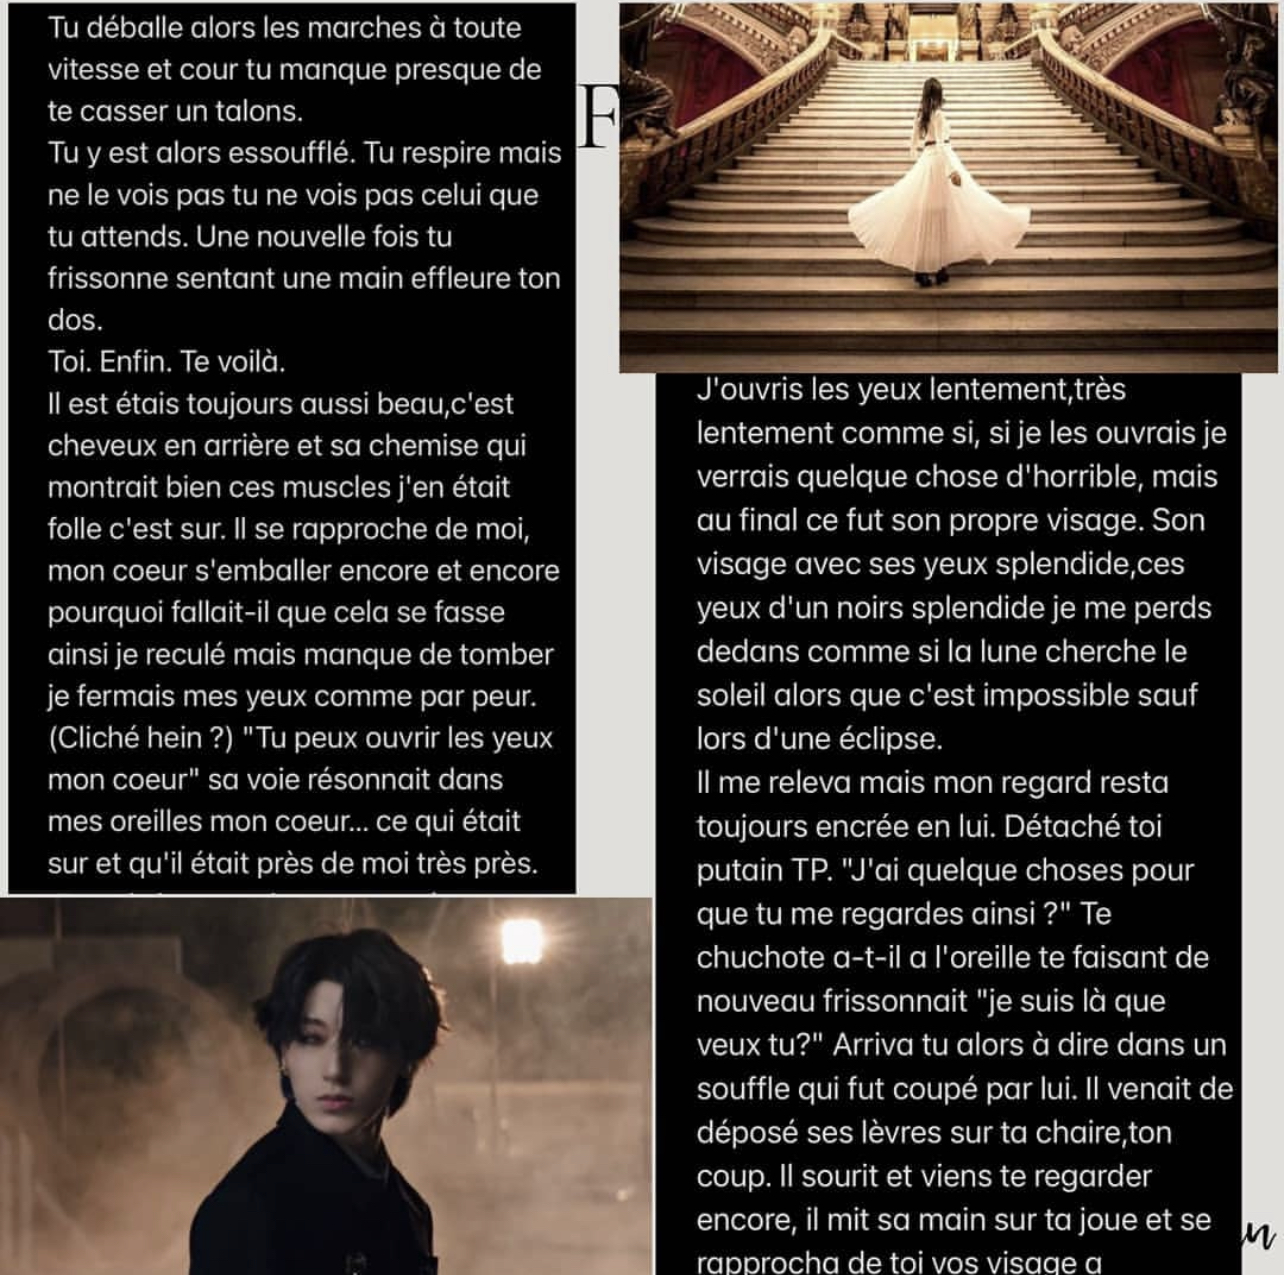 Tu déballe alors les marches à toute
vitesse et cour tu manque presque de
te casser un talons.
Tu y est alors essoufflé. Tu respire mais
ne le vois pas tu ne vois pas celui que
tu attends. Une nouvelle fois tu
frissonne sentant une main effleure ton
dos.
Toi. Enfin. Te voilà.
Il est étais toujours aussi beau,c'est
cheveux en arrière et sa chemise qui
montrait bien ces muscles j'en était
folle c'est sur. Il se rapproche de moi,
mon coeur s'emballer encore et encore
pourquoi fallait-il que cela se fasse
ainsi je reculé mais manque de tomber
je fermais mes yeux comme par peur.
(Cliché hein ?) "Tu peux ouvrir les yeux
mon coeur" sa voie résonnait dans
mes oreilles mon coeur... ce qui était
sur et qu'il était près de moi très près.
F
J'ouvris les yeux lentement,très
lentement comme si, si je les ouvrais je
verrais quelque chose d'horrible, mais
au final ce fut son propre visage. Son
visage avec ses yeux splendide,ces
yeux d'un noirs splendide je me perds
dedans comme si la lune cherche le
soleil alors que c'est impossible sauf
lors d'une éclipse.
Il me releva mais mon regard resta
toujours encrée en lui. Détaché toi
putain TP. "J'ai quelque choses pour
que tu me regardes ainsi ?" Te
chuchote a-t-il a l'oreille te faisant de
nouveau frissonnait "je suis là que
veux tu?" Arriva tu alors à dire dans un
souffle qui fut coupé par lui. Il venait de
déposé ses lèvres sur ta chaire,ton
coup. Il sourit et viens te regarder
encore, il mit sa main sur ta joue et se
rapprocha de toi vos visage a